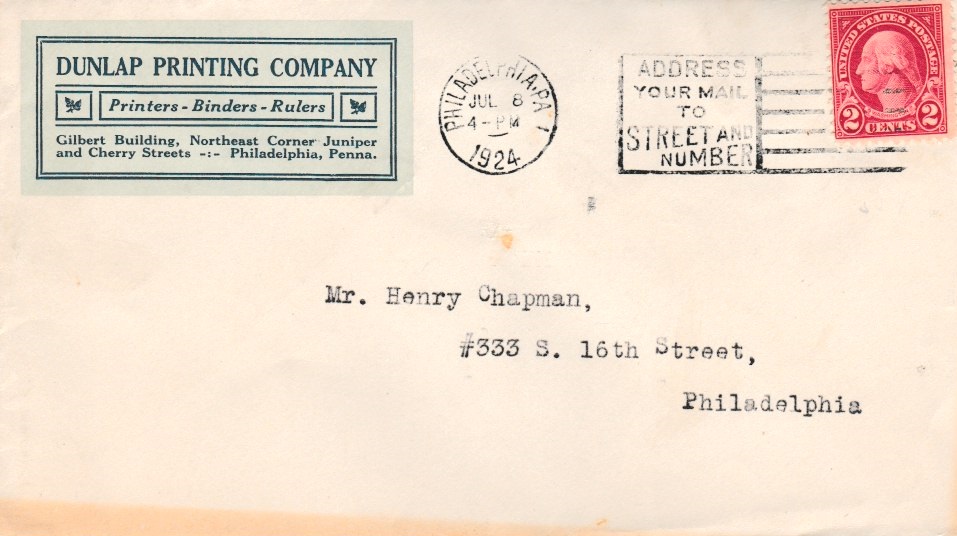 DUNLAP PRINTING COMPANY
Printers - Binders - Rulers
Gilbert Building, Northeast Corner Juniper
and Cherry Streets -:- Philadelphia, Penna.
PHILADELPHIA, PA 1
JUL 8
4 - PM
1924
ADDRESS
YOUR MAIL
TO
STREET AND
NUMBER
UNITED STATES POSTAGE
2 CENTS 2
Mr. Henry Chapman,
#333 S. 16th Street,
Philadelphia